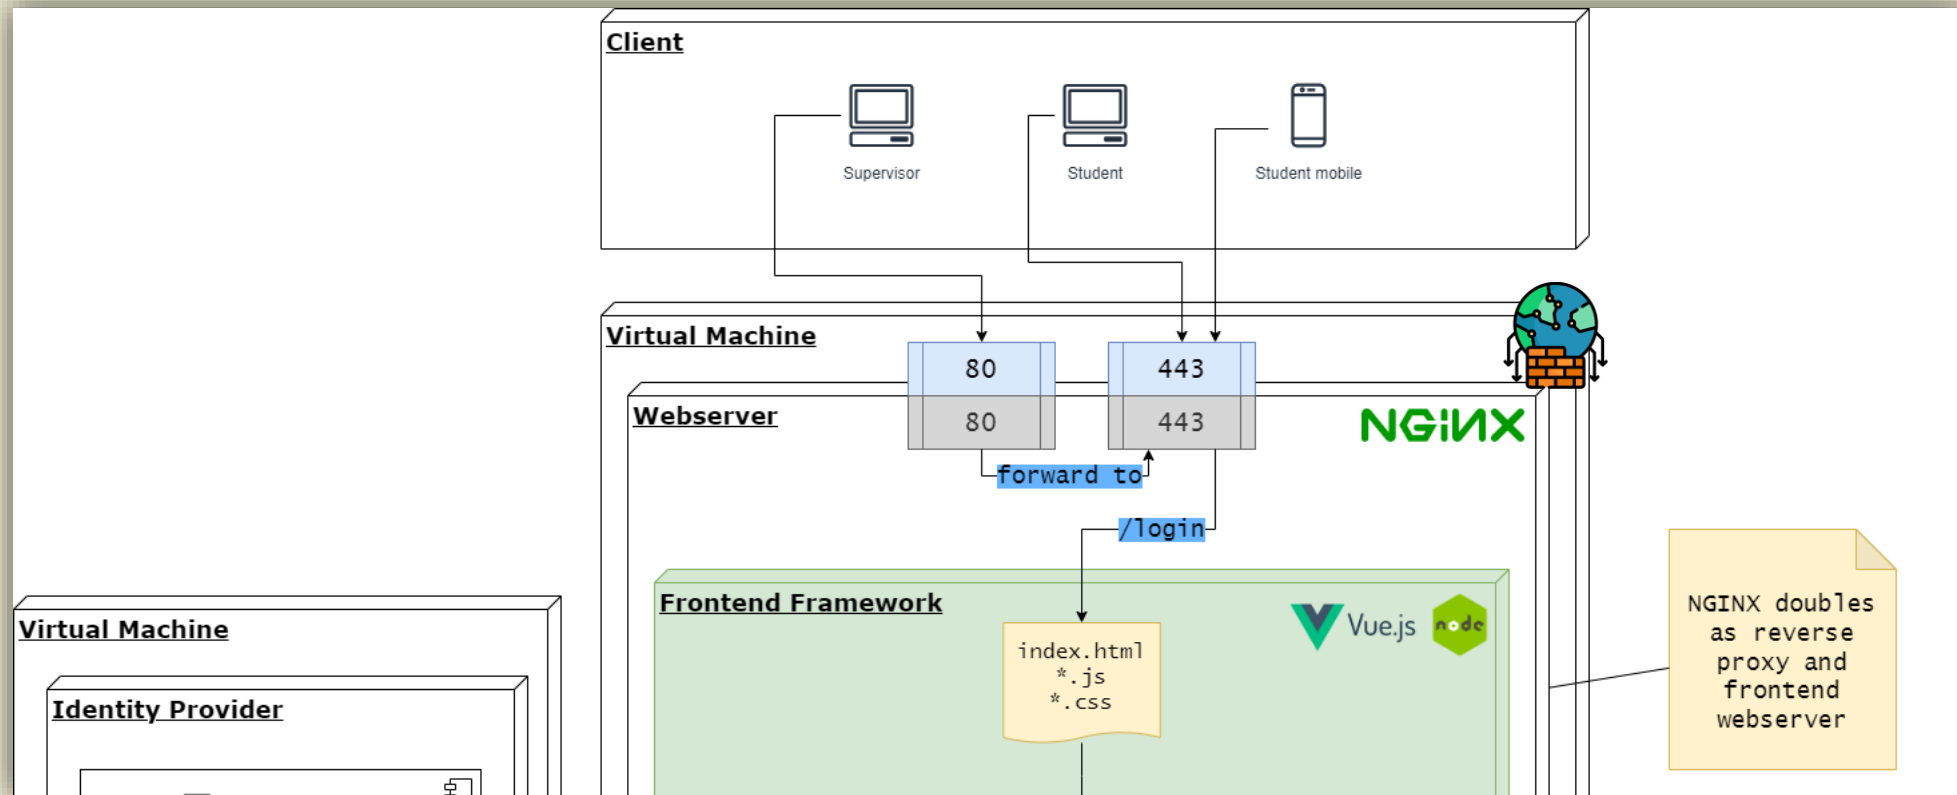 Client
Supervisor
Student
Student mobile
Virtual Machine
80
443
Webserver
80
443
NGiNX
forward to
/login
Frontend Framework
Vue.js
node
index.html
*.js
*.css
NGINX doubles
as reverse
proxy and
frontend
webserver
Virtual Machine
Identity Provider